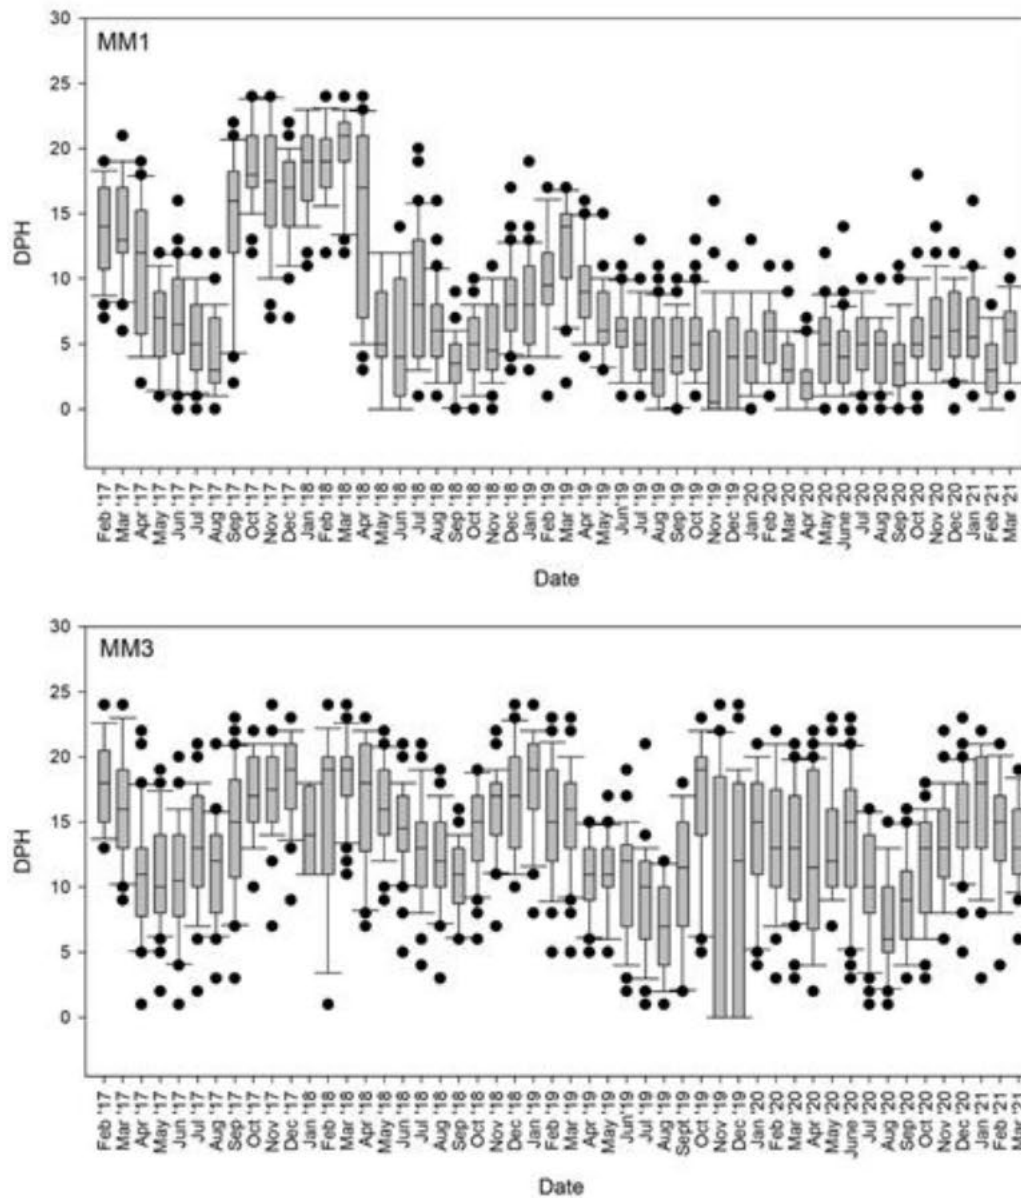 30
MM1
25
20
15
10
5
0
DPH
Feb '17
Mar '17
Apr '17
May '17
Jun '17
Jul '17
Aug '17
Sep '17
Oct '17
Nov '17
Dec '17
Jan '18
Feb '18
Mar '18
Apr '18
May '18
Jun '18
Jul '18
Aug '18
Sep '18
Oct '18
Nov '18
Dec '18
Jan '19
Feb '19
Mar '19
Apr '19
May '19
Jun '19
Jul '19
Aug '19
Sep '19
Oct '19
Nov '19
Dec '19
Jan '20
Feb '20
Mar '20
Apr '20
May '20
June '20
Jul '20
Aug '20
Sep '20
Oct '20
Nov '20
Dec '20
Jan '21
Feb '21
Mar '21
Date
30
MM3
25
20
15
10
5
0
DPH
Feb '17
Mar '17
Apr '17
May '17
Jun '17
Jul '17
Aug '17
Sep '17
Oct '17
Nov '17
Dec '17
Jan '18
Feb '18
Mar '18
Apr '18
May '18
Jun '18
Jul '18
Aug '18
Sep '18
Oct '18
Nov '18
Dec '18
Jan '19
Feb '19
Mar '19
Apr '19
May '19
Jun '19
Jul '19
Aug '19
Sept '19
Oct '19
Nov '19
Dec '19
Jan '20
Feb '20
Mar '20
Apr '20
May '20
June '20
Jul '20
Aug '20
Sep '20
Oct '20
Nov '20
Dec '20
Jan '21
Feb '21
Mar '21
Date